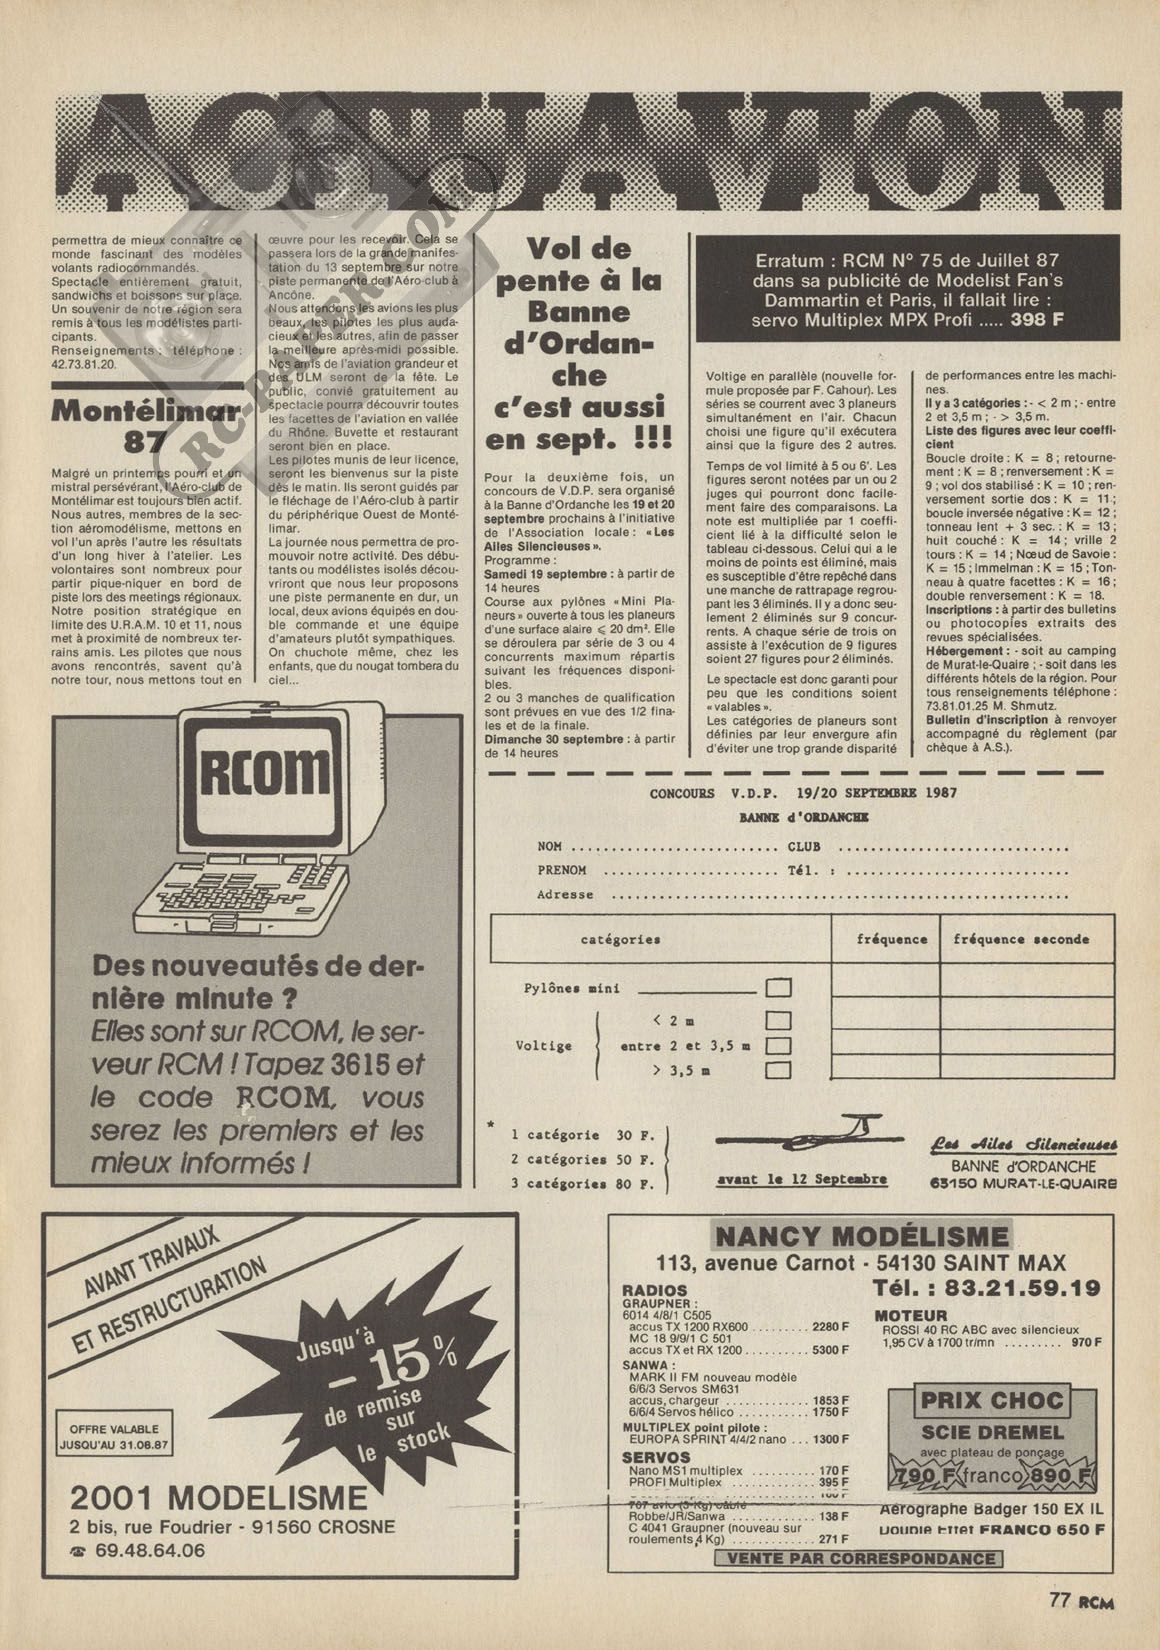 ACTUAVION
RC-PAPER.COM
permettra de mieux connaître ce
monde fascinant des modèles
volants radiocommandés.
Spectacle entièrement gratuit,
sandwichs et boissons sur place.
Un souvenir de notre région sera
remis à tous les modélistes parti-
cipants.
Renseignements : téléphone :
42.73.81.20.
Montélimar
87
Malgré un printemps pourri et un
mistral persévérant, l'Aéro-club de
Montélimar est toujours bien actif.
Nous autres, membres de la sec-
tion aéromodélisme, mettons en
vol l'un après l'autre les résultats
d'un long hiver à l'atelier. Les
volontaires sont nombreux pour
partir pique-niquer en bord de
piste lors des meetings régionaux.
Notre position stratégique en
limite des U.R.A.M. 10 et 11, nous
met à proximité de nombreux ter-
rains amis. Les pilotes que nous
avons rencontrés, savent qu'à
notre tour, nous mettons tout en
œuvre pour les recevoir. Cela se
passera lors de la grande manifes-
tation du 13 septembre sur notre
piste permanente de l'Aéro-club à
Ancône.
Nous attendons les avions les plus
beaux, les pilotes les plus auda-
cieux et les autres, afin de passer
la meilleure après-midi possible.
Nos amis de l'aviation grandeur et
des ULM seront de la fête. Le
public, convié gratuitement au
spectacle pourra découvrir toutes
les facettes de l'aviation en vallée
du Rhône. Buvette et restaurant
seront bien en place.
Les pilotes munis de leur licence,
seront les bienvenus sur la piste
dès le matin. Ils seront guidés par
le fléchage de l'Aéro-club à partir
du périphérique Ouest de Monté-
limar.
La journée nous permettra de pro-
mouvoir notre activité. Des débu-
tants ou modélistes isolés décou-
vriront que nous leur proposons
une piste permanente en dur, un
local, deux avions équipés en dou-
ble commande et une équipe
d'amateurs plutôt sympathiques.
On chuchote même, chez les
enfants, que du nougat tombera du
ciel...
Vol de
pente à la
Banne
d'Ordan-
che
c'est aussi
en sept. !!!
Pour la deuxième fois, un
concours de V.D.P. sera organisé
à la Banne d'Ordanche les 19 et 20
septembre prochains à l'initiative
de l'Association locale : « Les
Ailes Silencieuses ».
Programme :
Samedi 19 septembre : à partir de
14 heures
Course aux pylônes « Mini Pla-
neurs » ouverte à tous les planeurs
d'une surface alaire ⩽ 20 dm². Elle
se déroulera par série de 3 ou 4
concurrents maximum répartis
suivant les fréquences disponi-
bles.
2 ou 3 manches de qualification
sont prévues en vue des 1/2 fina-
les et de la finale.
Dimanche 30 septembre : à partir
de 14 heures
Erratum : RCM N° 75 de Juillet 87
dans sa publicité de Modelist Fan's
Dammartin et Paris, il fallait lire :
servo Multiplex MPX Profi ..... 398 F
Voltige en parallèle (nouvelle for-
mule proposée par F. Cahour). Les
séries se courrent avec 3 planeurs
simultanément en l'air. Chacun
choisi une figure qu'il exécutera
ainsi que la figure des 2 autres.
Temps de vol limité à 5 ou 6'. Les
figures seront notées par un ou 2
juges qui pourront donc facile-
ment faire des comparaisons. La
note est multipliée par 1 coeffi-
cient lié à la difficulté selon le
tableau ci-dessous. Celui qui a le
moins de points est éliminé, mais
es susceptible d'être repêché dans
une manche de rattrapage regrou-
pant les 3 éliminés. Il y a donc seu-
lement 2 éliminés sur 9 concur-
rents. A chaque série de trois on
assiste à l'exécution de 9 figures
soient 27 figures pour 2 éliminés.
Le spectacle est donc garanti pour
peu que les conditions soient
« valables ».
Les catégories de planeurs sont
définies par leur envergure afin
d'éviter une trop grande disparité
de performances entre les machi-
nes.
Il y a 3 catégories : - < 2 m ; - entre
2 et 3,5 m ; - > 3,5 m.
Liste des figures avec leur coeffi-
cient
Boucle droite : K = 8 ; retourne-
ment : K = 8 ; renversement : K =
9 ; vol dos stabilisé : K = 10 ; ren-
versement sortie dos : K = 11 ;
boucle inversée négative : K = 12 ;
tonneau lent + 3 sec. : K = 13 ;
huit couché : K = 14 ; vrille 2
tours : K = 14 ; Nœud de Savoie :
K = 15 ; Immelman : K = 15 ; Ton-
neau à quatre facettes : K = 16 ;
double renversement : K = 18.
Inscriptions : à partir des bulletins
ou photocopies extraits des
revues spécialisées.
Hébergement : - soit au camping
de Murat-le-Quaire ; - soit dans les
différents hôtels de la région. Pour
tous renseignements téléphone :
73.81.01.25 M. Shmutz.
Bulletin d'inscription à renvoyer
accompagné du règlement (par
chèque à A.S.).
CONCOURS V.D.P. 19/20 SEPTEMBRE 1987
BANNE d'ORDANCHE
NOM .......................... CLUB .............................
PRENOM ...................... Tél. : ............................
Adresse ..........................................................
catégories fréquence fréquence seconde
Pylônes mini
< 2 m
Voltige entre 2 et 3,5 m
> 3,5 m
* 1 catégorie 30 F.
2 catégories 50 F.
3 catégories 80 F.
avant le 12 Septembre
Les Ailes Silencieuses
BANNE d'ORDANCHE
63150 MURAT-LE-QUAIRE
RCOM
Des nouveautés de der-
nière minute ?
Elles sont sur RCOM, le ser-
veur RCM ! Tapez 3615 et
le code RCOM, vous
serez les premiers et les
mieux informés !
AVANT TRAVAUX
ET RESTRUCTURATION
Jusqu'à
- 15 %
de remise
sur
le stock
OFFRE VALABLE
JUSQU'AU 31.08.87
2001 MODELISME
2 bis, rue Foudrier - 91560 CROSNE
☎ 69.48.64.06
NANCY MODÉLISME
113, avenue Carnot - 54130 SAINT MAX
Tél. : 83.21.59.19
RADIOS
GRAUPNER :
6014 4/8/1 C505
accus TX 1200 RX600 ......... 2280 F
MC 18 9/9/1 C 501
accus TX et RX 1200 .......... 5300 F
SANWA :
MARK II FM nouveau modèle
6/6/3 Servos SM631
accus, chargeur ............. 1853 F
6/6/4 Servos hélico .......... 1750 F
MULTIPLEX point pilote :
EUROPA SPRINT 4/4/2 nano ... 1300 F
SERVOS
Nano MS1 multiplex .......... 170 F
PROFI Multiplex ............. 395 F
Robbe/JR/Sanwa ............. 138 F
C 4041 Graupner (nouveau sur
roulements 4 Kg) ............. 271 F
MOTEUR
ROSSI 40 RC ABC avec silencieux
1,95 CV à 1700 tr/mn ......... 970 F
PRIX CHOC
SCIE DREMEL
avec plateau de ponçage
790 F franco 890 F
Aérographe Badger 150 EX IL
Double Effet FRANCO 650 F
VENTE PAR CORRESPONDANCE
77 RCM